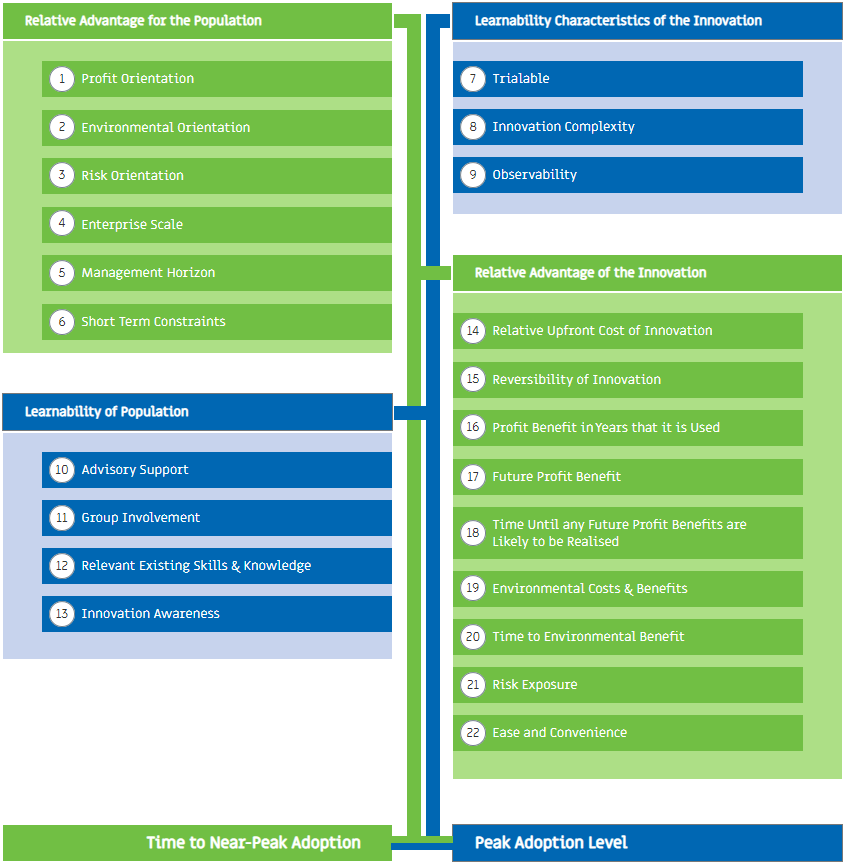 Relative Advantage for the Population
1 Profit Orientation
2 Environmental Orientation
3 Risk Orientation
4 Enterprise Scale
5 Management Horizon
6 Short Term Constraints
Learnability Characteristics of the Innovation
7 Trialable
8 Innovation Complexity
9 Observability
Learnability of Population
10 Advisory Support
11 Group Involvement
12 Relevant Existing Skills & Knowledge
13 Innovation Awareness
Relative Advantage of the Innovation
14 Relative Upfront Cost of Innovation
15 Reversibility of Innovation
16 Profit Benefit in Years that it is Used
17 Future Profit Benefit
18 Time Until any Future Profit Benefits are
Likely to be Realised
19 Environmental Costs & Benefits
20 Time to Environmental Benefit
21 Risk Exposure
22 Ease and Convenience
Time to Near-Peak Adoption
Peak Adoption Level